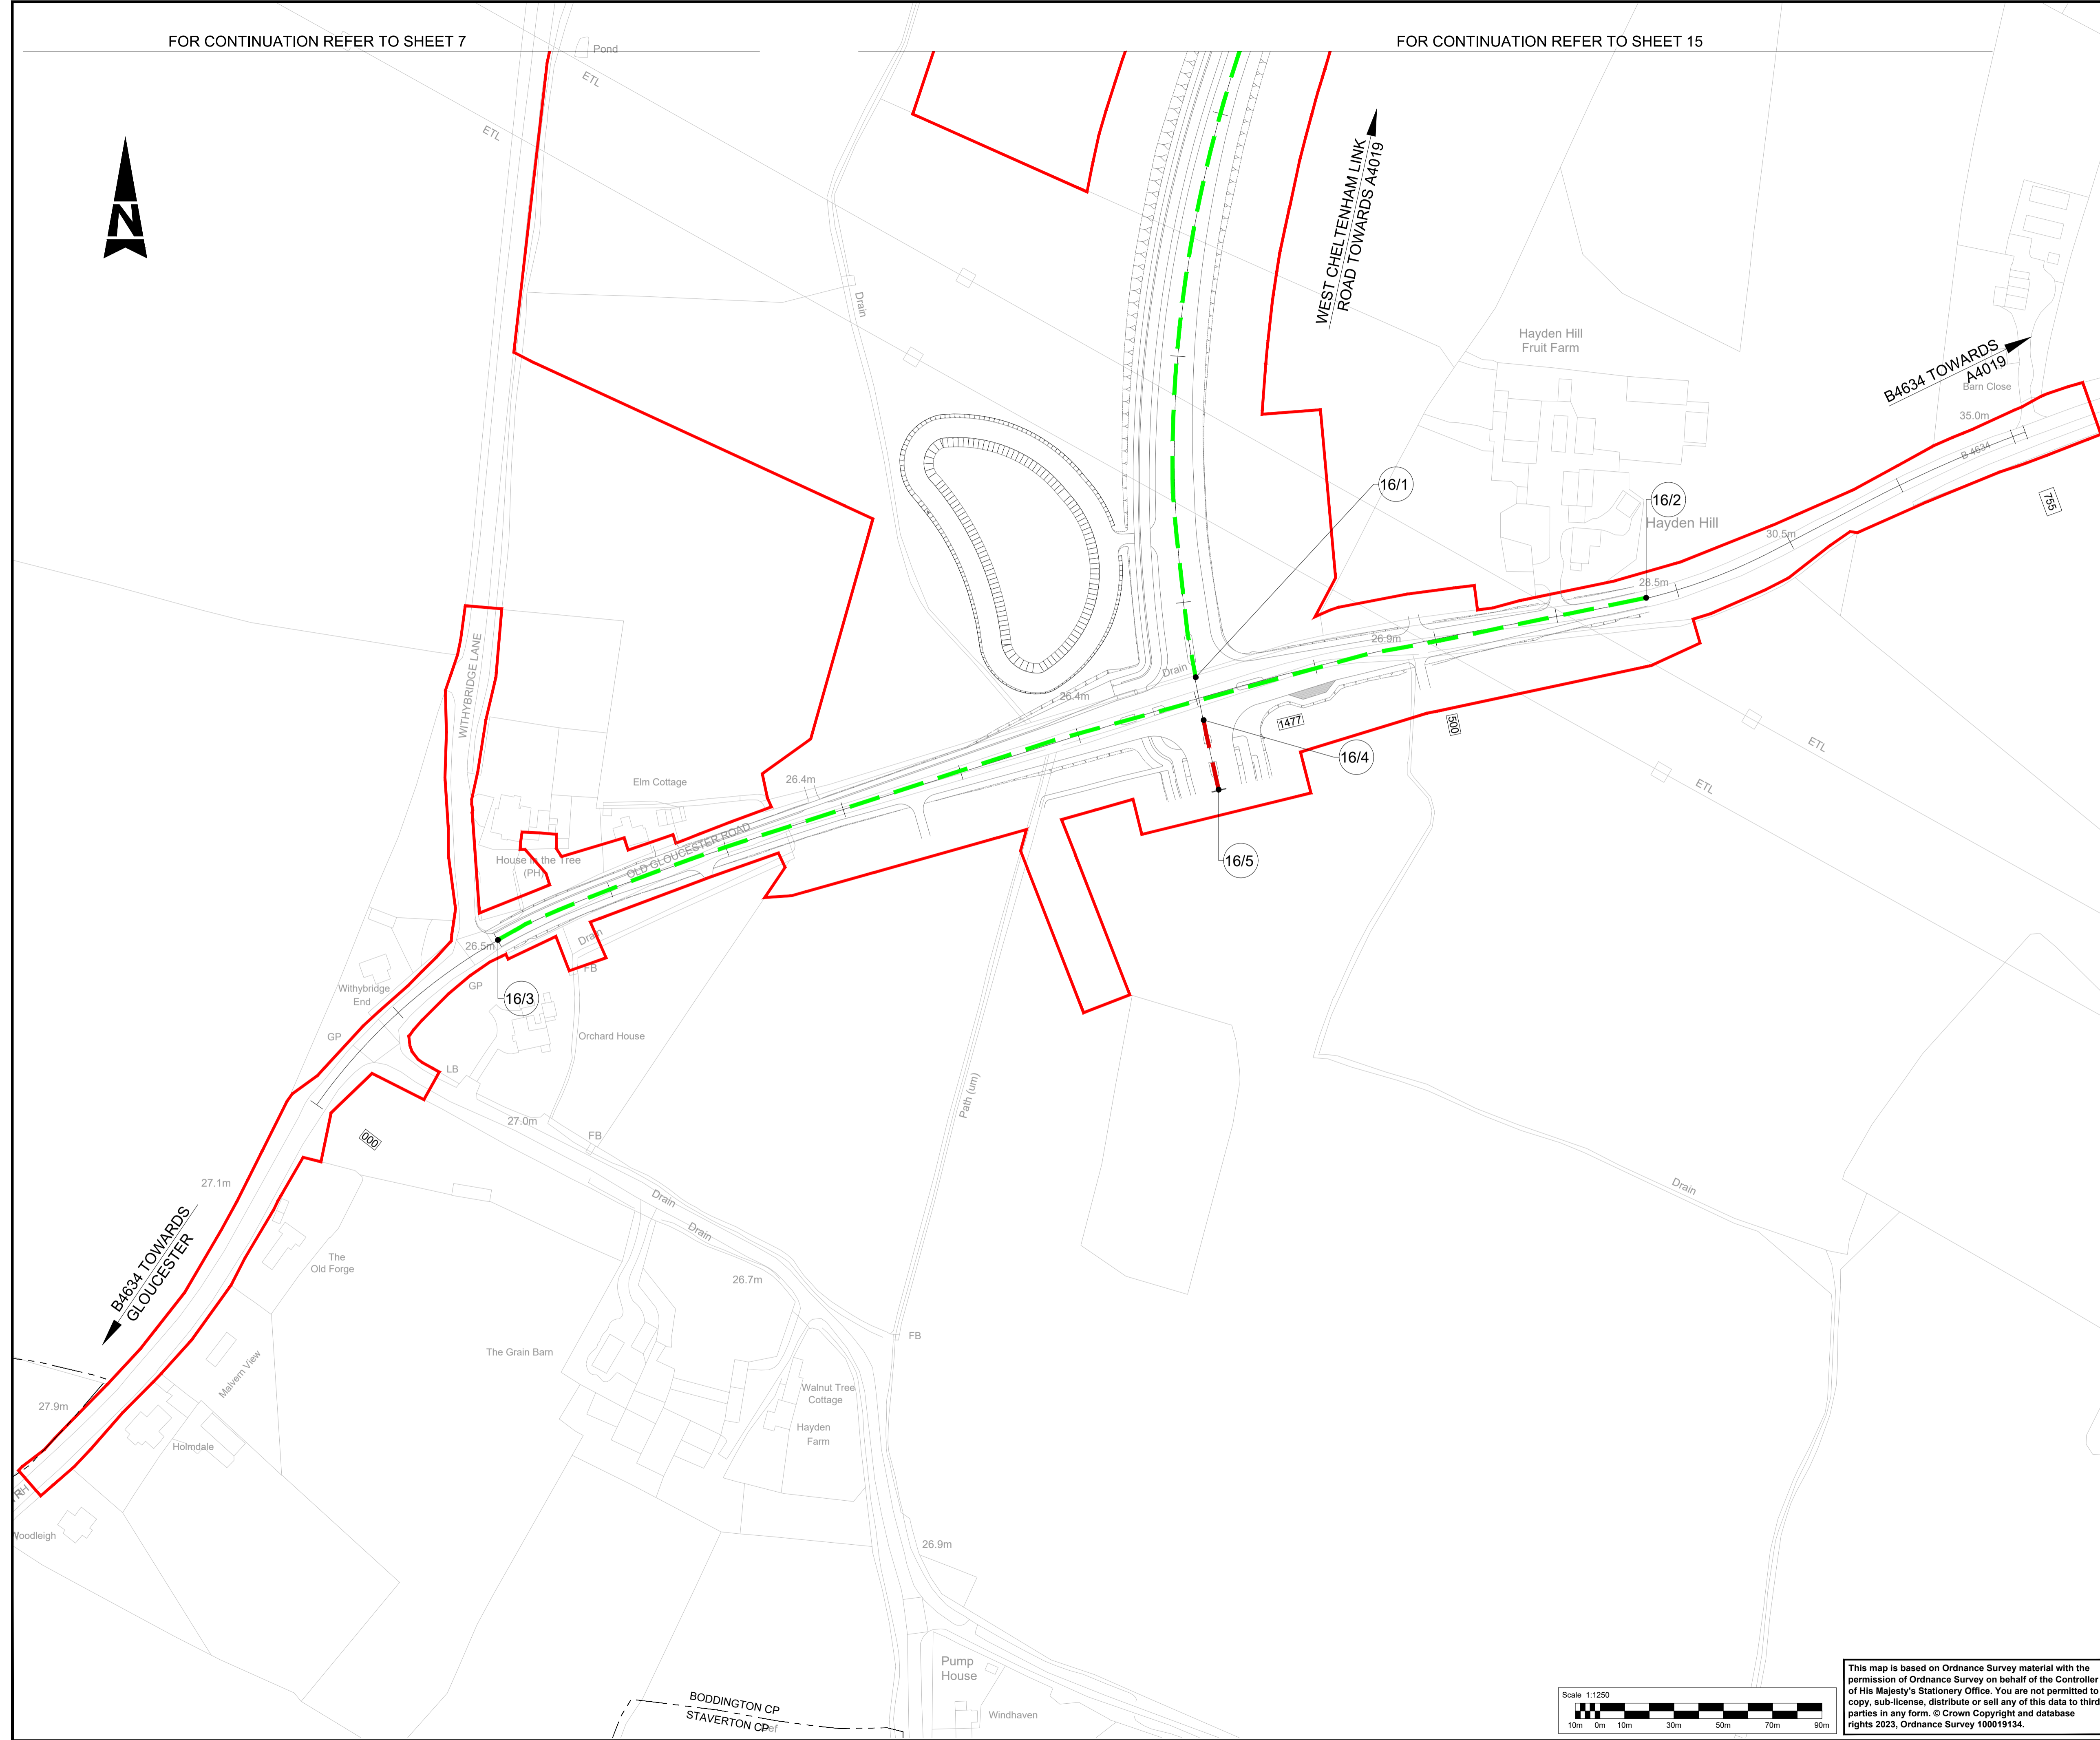 FOR CONTINUATION REFER TO SHEET 7
FOR CONTINUATION REFER TO SHEET 15
Pond
ETL
ETL
N
Drain
WEST CHELTENHAM LINK
ROAD TOWARDS A4019
Hayden Hill
Fruit Farm
B4634 TOWARDS
A4019
Barn Close
35.0m
B 4634
16/1
16/2
Hayden Hill
755
30.5m
28.5m
26.9m
WITHYBRIDGE LANE
Drain
26.4m
1477
500
ETL
ETL
16/4
Elm Cottage
26.4m
OLD GLOUCESTER ROAD
House in the Tree
(PH)
16/5
26.5m
Drain
FB
GP
16/3
Withybridge
End
GP
Orchard House
LB
27.0m
FB
000
Path (um)
27.1m
Drain
Drain
Drain
B4634 TOWARDS
GLOUCESTER
The
Old Forge
26.7m
FB
The Grain Barn
Malvern View
Walnut Tree
Cottage
27.9m
Hayden
Farm
Holmdale
RH
Woodleigh
26.9m
Pump
House
Windhaven
BODDINGTON CP
STAVERTON CP
Scale 1:1250
10m 0m 10m 30m 50m 70m 90m
This map is based on Ordnance Survey material with the
permission of Ordnance Survey on behalf of the Controller
of His Majesty's Stationery Office. You are not permitted to
copy, sub-license, distribute or sell any of this data to third
parties in any form. © Crown Copyright and database
rights 2023, Ordnance Survey 100019134.